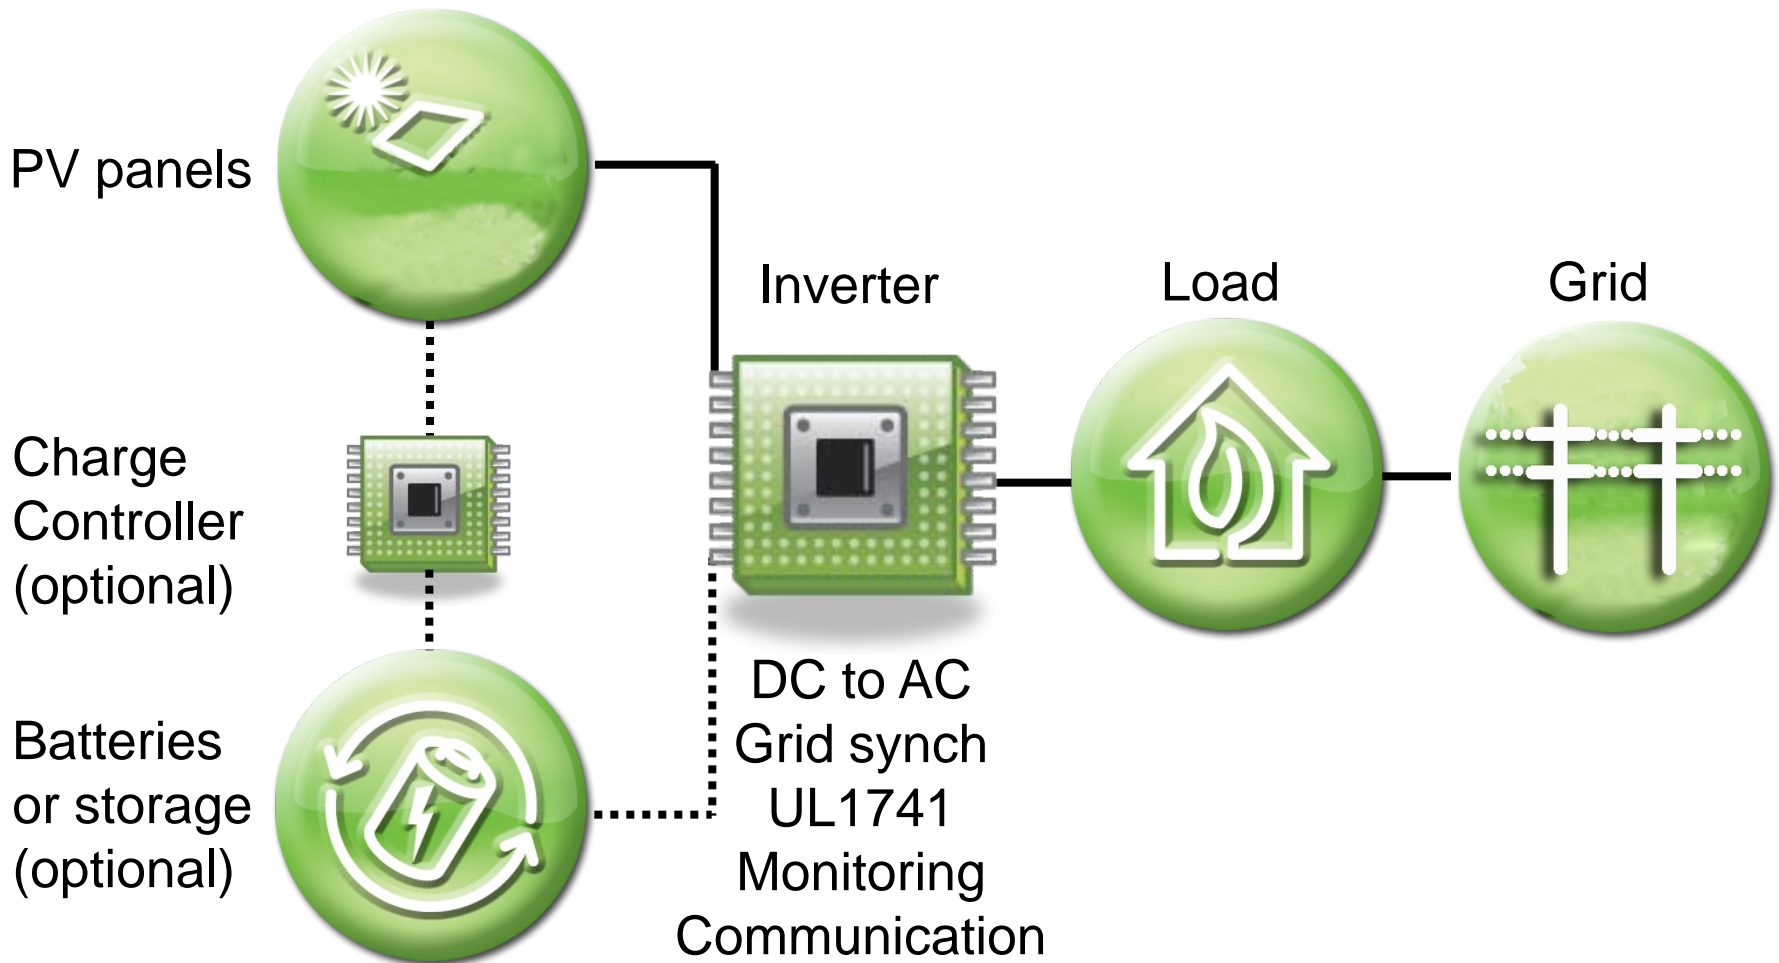 PV panels
Inverter
Load
Grid
Charge
Controller
(optional)
Batteries
or storage
(optional)
DC to AC
Grid synch
UL1741
Monitoring
Communication